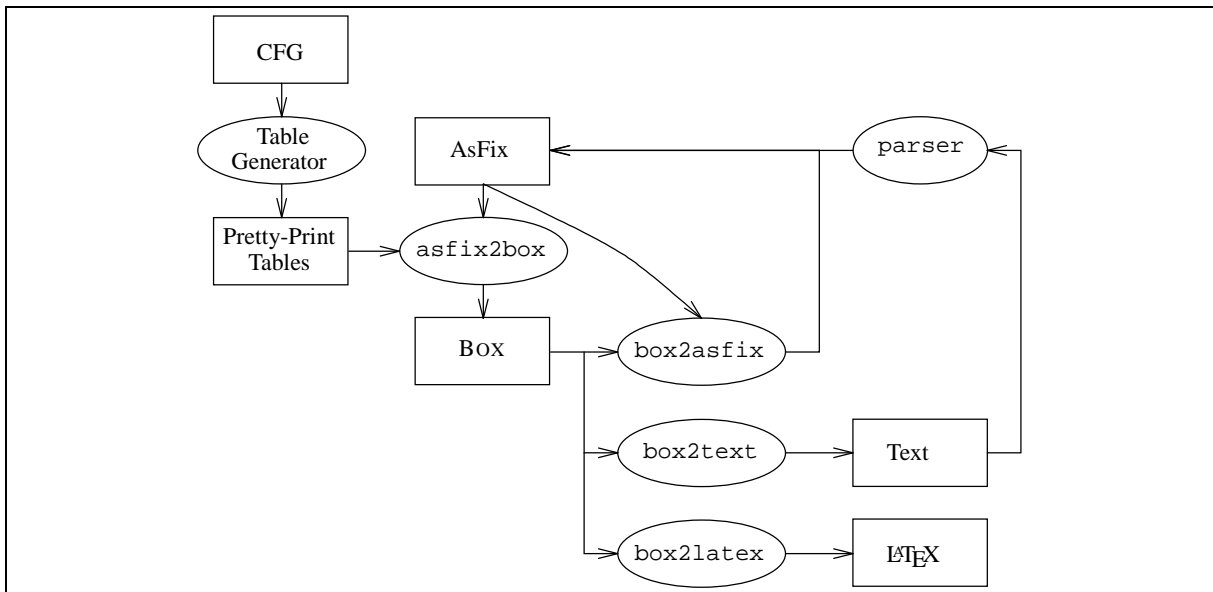 CFG
Table
Generator
AsFix
parser
Pretty-Print
Tables
asfix2box
BOX
box2asfix
box2text
Text
box2latex
LATEX